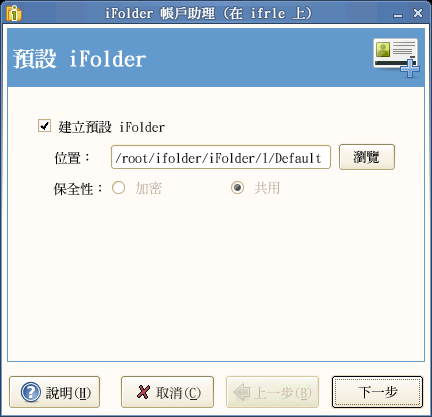 iFolder 帳戶助理 (在 ifrle 上)
預設 iFolder
建立預設 iFolder
位置： /root/ifolder/iFolder/l/Default 瀏覽
保全性： 加密 共用
說明(H) 取消(C) 上一步(B) 下一步